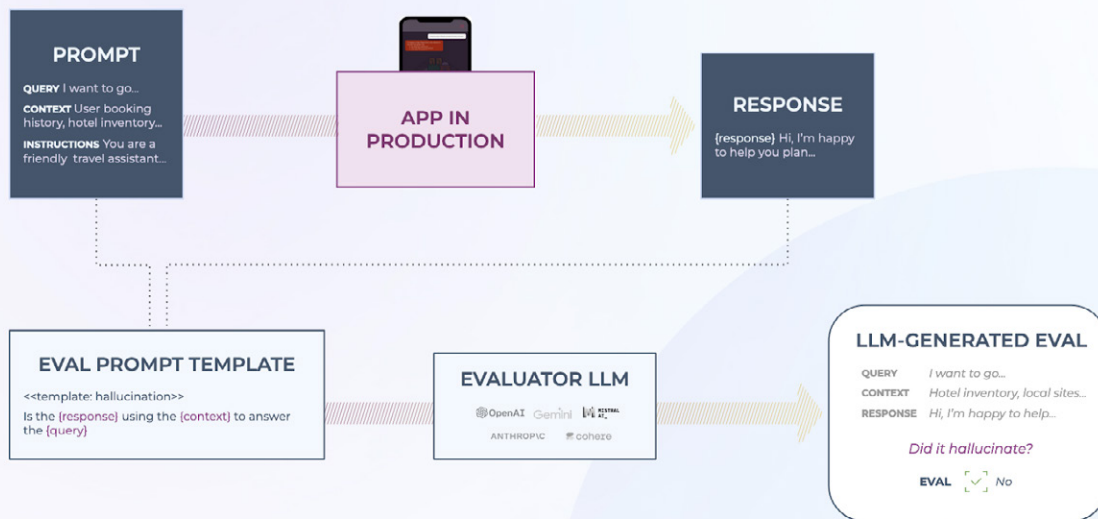 PROMPT
QUERY I want to go...
CONTEXT User booking
history, hotel inventory...
INSTRUCTIONS You are a
friendly travel assistant...
APP IN
PRODUCTION
RESPONSE
{response} Hi, I'm happy
to help you plan...
EVAL PROMPT TEMPLATE
<<template: hallucination>>
Is the {response} using the {context} to answer
the {query}
EVALUATOR LLM
OpenAI Gemini MISTRAL
AI_
ANTHROP\C cohere
LLM-GENERATED EVAL
QUERY I want to go...
CONTEXT Hotel inventory, local sites...
RESPONSE Hi, I'm happy to help...
Did it hallucinate?
EVAL No